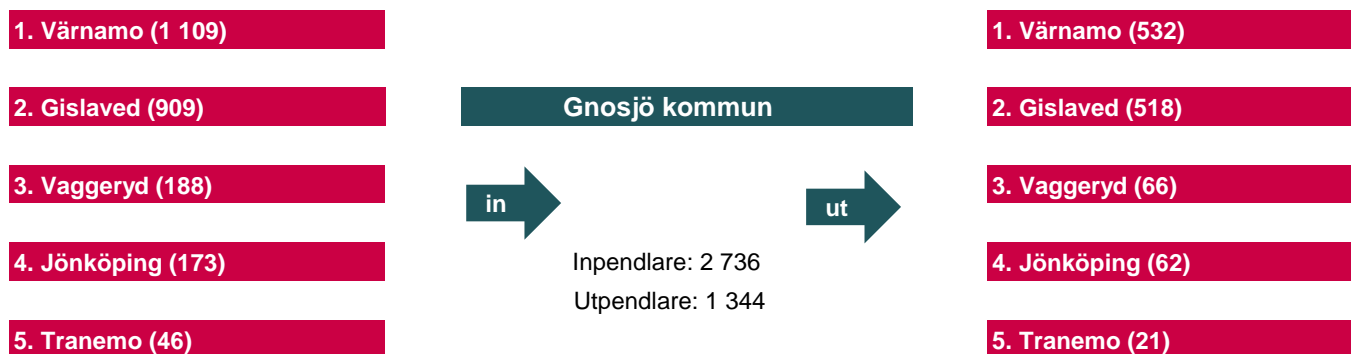 1. Värnamo (1 109)
2. Gislaved (909)
3. Vaggeryd (188)
4. Jönköping (173)
5. Tranemo (46)
Gnosjö kommun
in
ut
Inpendlare: 2 736
Utpendlare: 1 344
1. Värnamo (532)
2. Gislaved (518)
3. Vaggeryd (66)
4. Jönköping (62)
5. Tranemo (21)